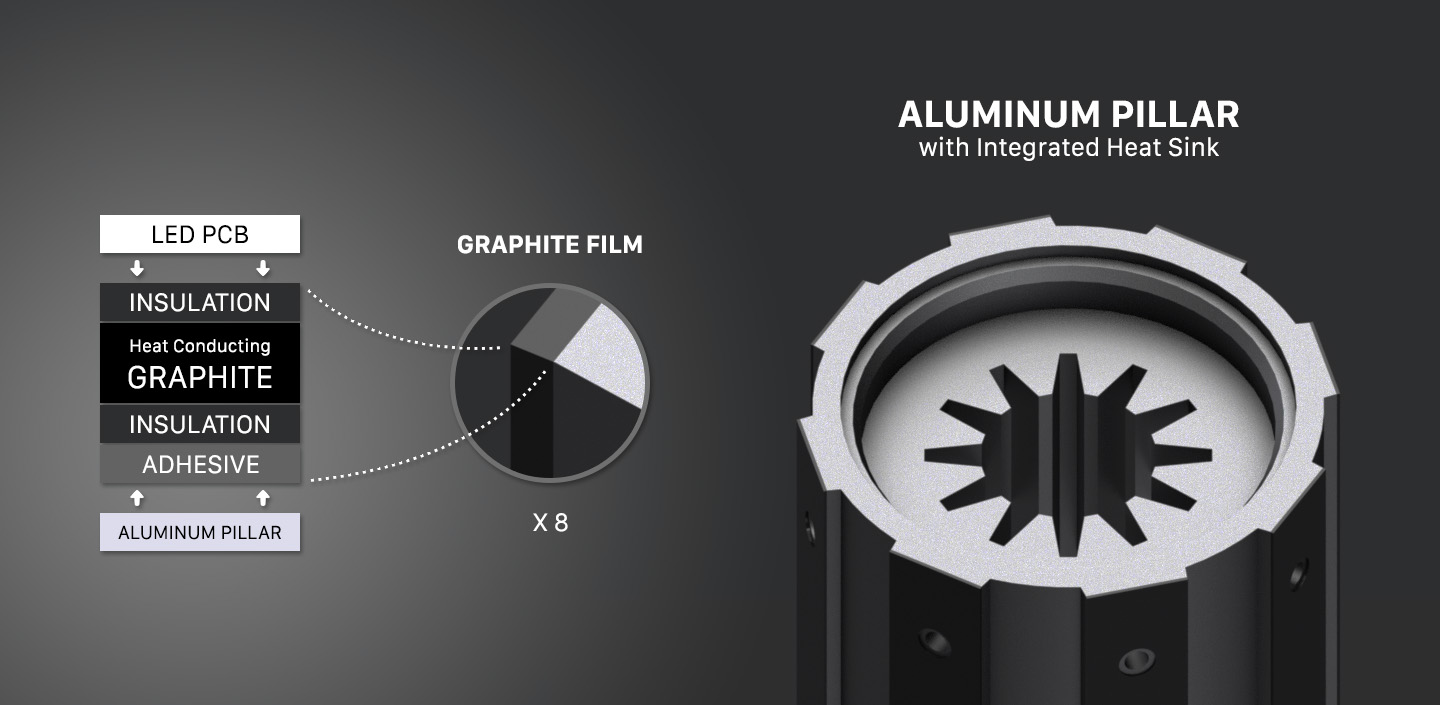 ALUMINUM PILLAR
with Integrated Heat Sink
LED PCB
INSULATION
Heat Conducting
GRAPHITE
INSULATION
ADHESIVE
ALUMINUM PILLAR
GRAPHITE FILM
X 8